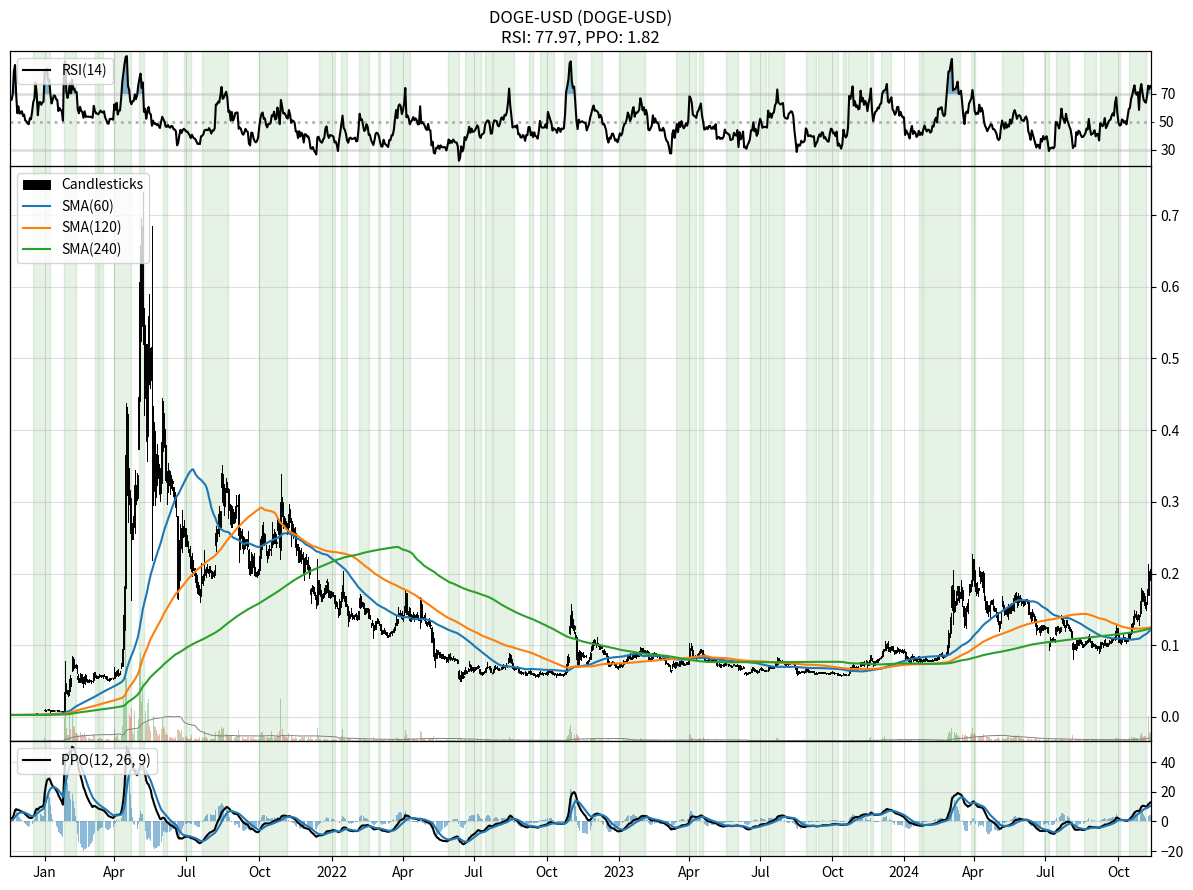 DOGE-USD (DOGE-USD)
RSI: 77.97, PPO: 1.82
RSI(14)
70
50
30
Candlesticks
SMA(60)
SMA(120)
SMA(240)
0.7
0.6
0.5
0.4
0.3
0.2
0.1
0.0
PPO(12, 26, 9)
40
20
0
−20
Jan Apr Jul Oct 2022 Apr Jul Oct 2023 Apr Jul Oct 2024 Apr Jul Oct